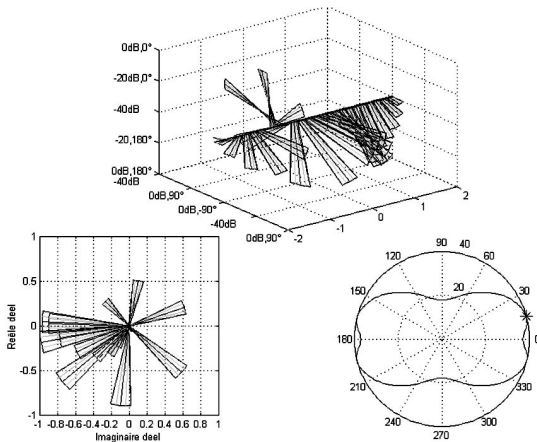 0dB,0°
-20dB,0°
-40dB
-20,180°
0dB,180°
-40dB
0dB,90°
0dB,-90°
-40dB
0dB,90°
-2
-1
0
1
2
1
0.5
0
-0.5
-1
Reële deel
-1 -0.8 -0.6 -0.4 -0.2 0 0.2 0.4 0.6 0.8 1
Imaginaire deel
90 40
120 60
20
150 30
180 0
210 330
240 300
270